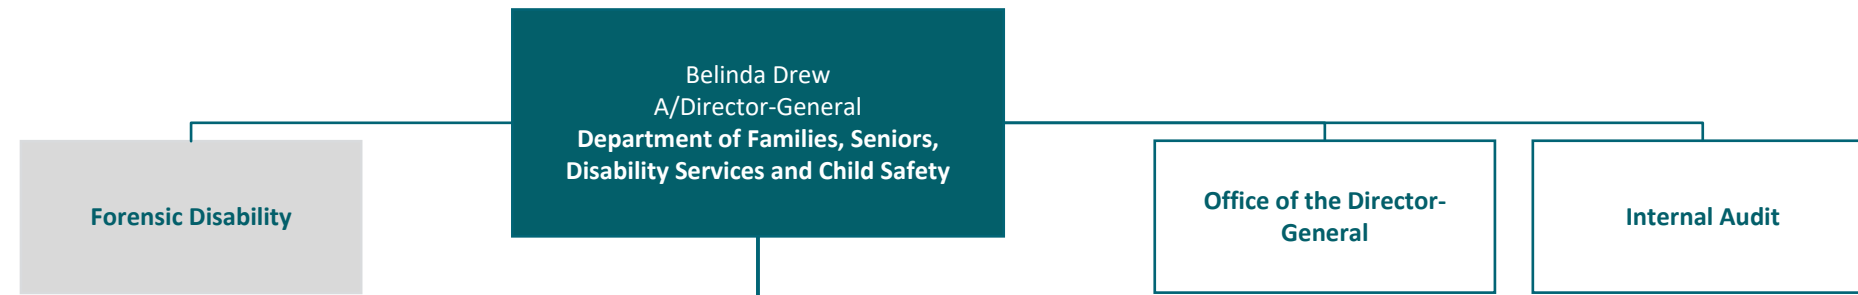 Belinda Drew
A/Director-General
Department of Families, Seniors,
Disability Services and Child Safety
Forensic Disability
Office of the Director-
General
Internal Audit